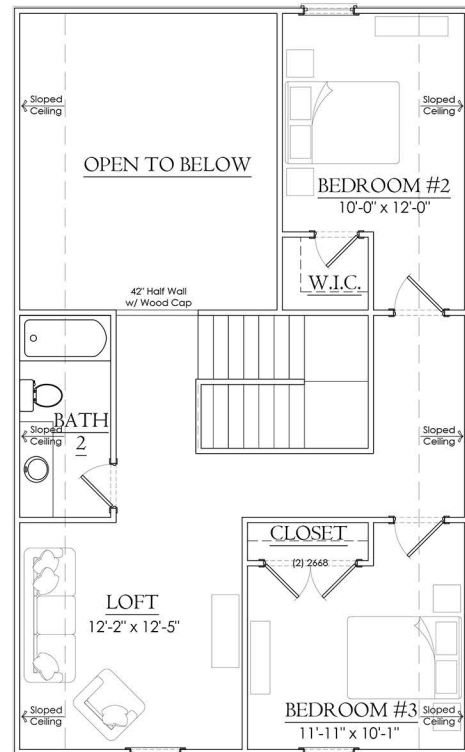 Sloped
Ceiling
Sloped
Ceiling
OPEN TO BELOW
BEDROOM #2
10'-0" x 12'-0"
W.I.C.
42" Half Wall
w/ Wood Cap
BATH
2
Sloped
Ceiling
Sloped
Ceiling
CLOSET
(2) 2668
LOFT
12'-2" x 12'-5"
BEDROOM #3
11'-11" x 10'-1"
Sloped
Ceiling
Sloped
Ceiling